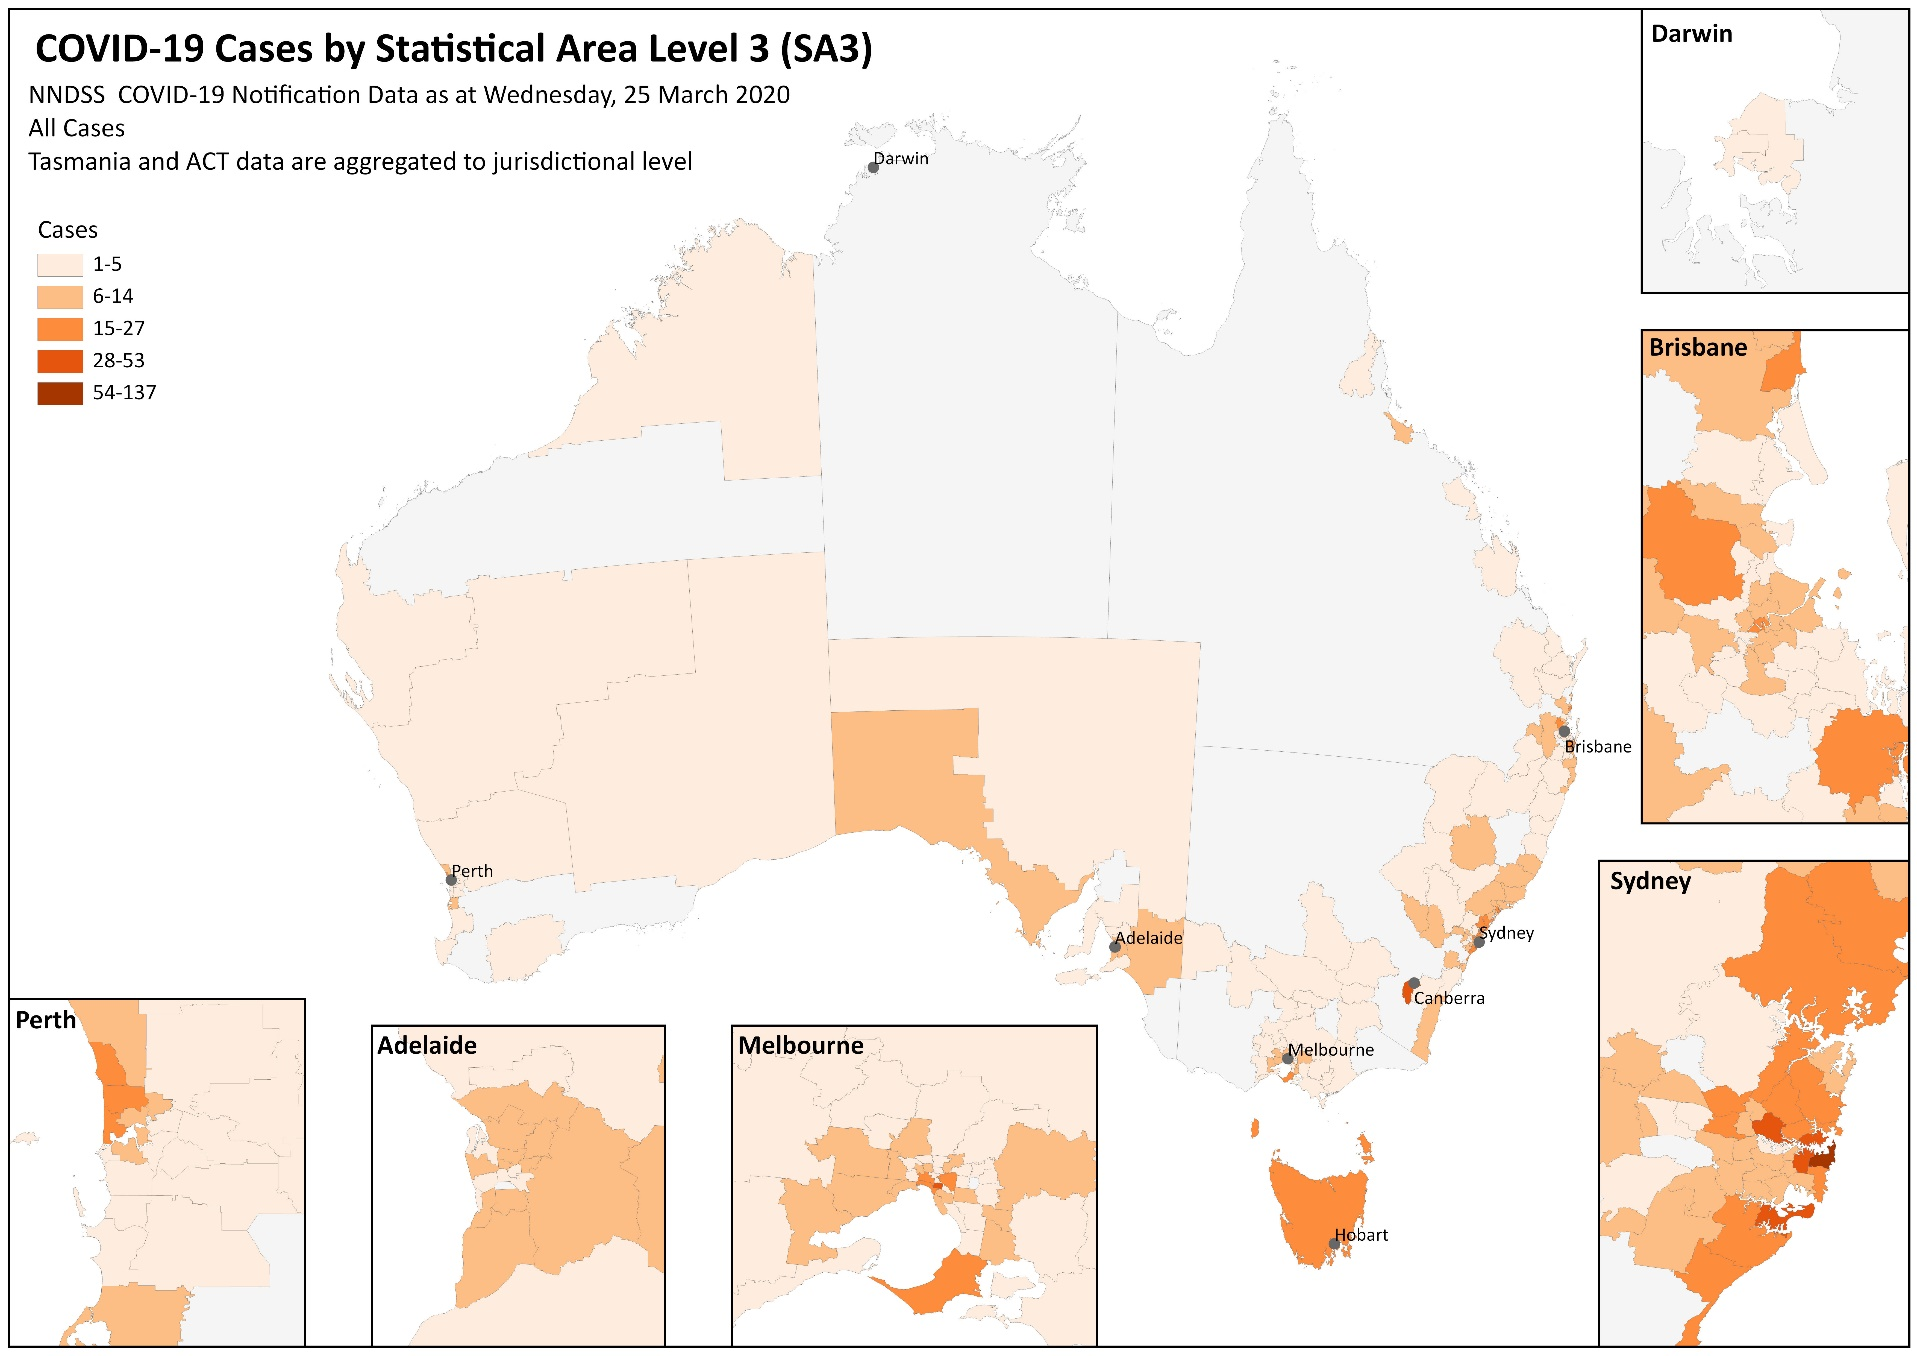 COVID-19 Cases by Statistical Area Level 3 (SA3)
NNDSS  COVID-19 Notification Data as at Wednesday, 25 March 2020
All Cases
Tasmania and ACT data are aggregated to jurisdictional level
Cases
1-5
6-14
15-27
28-53
54-137
Darwin
Brisbane
Perth
Adelaide
Sydney
Canberra
Melbourne
Hobart
Darwin
Brisbane
Sydney
Perth
Adelaide
Melbourne